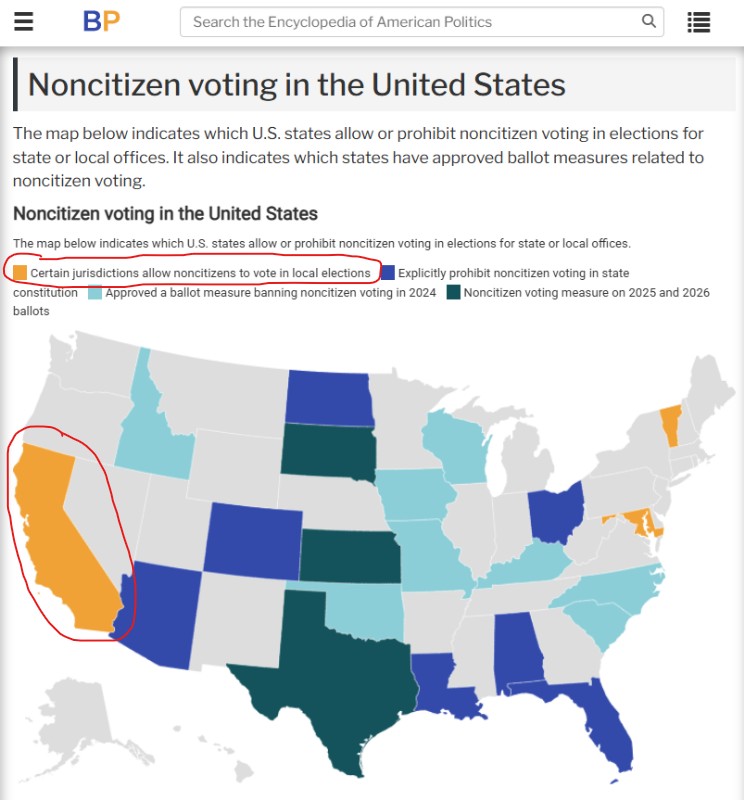 BP
Search the Encyclopedia of American Politics
Noncitizen voting in the United States
The map below indicates which U.S. states allow or prohibit noncitizen voting in elections for
state or local offices. It also indicates which states have approved ballot measures related to
noncitizen voting.
Noncitizen voting in the United States
The map below indicates which U.S. states allow or prohibit noncitizen voting in elections for state or local offices.
Certain jurisdictions allow noncitizens to vote in local elections Explicitly prohibit noncitizen voting in state
constitution Approved a ballot measure banning noncitizen voting in 2024 Noncitizen voting measure on 2025 and 2026
ballots